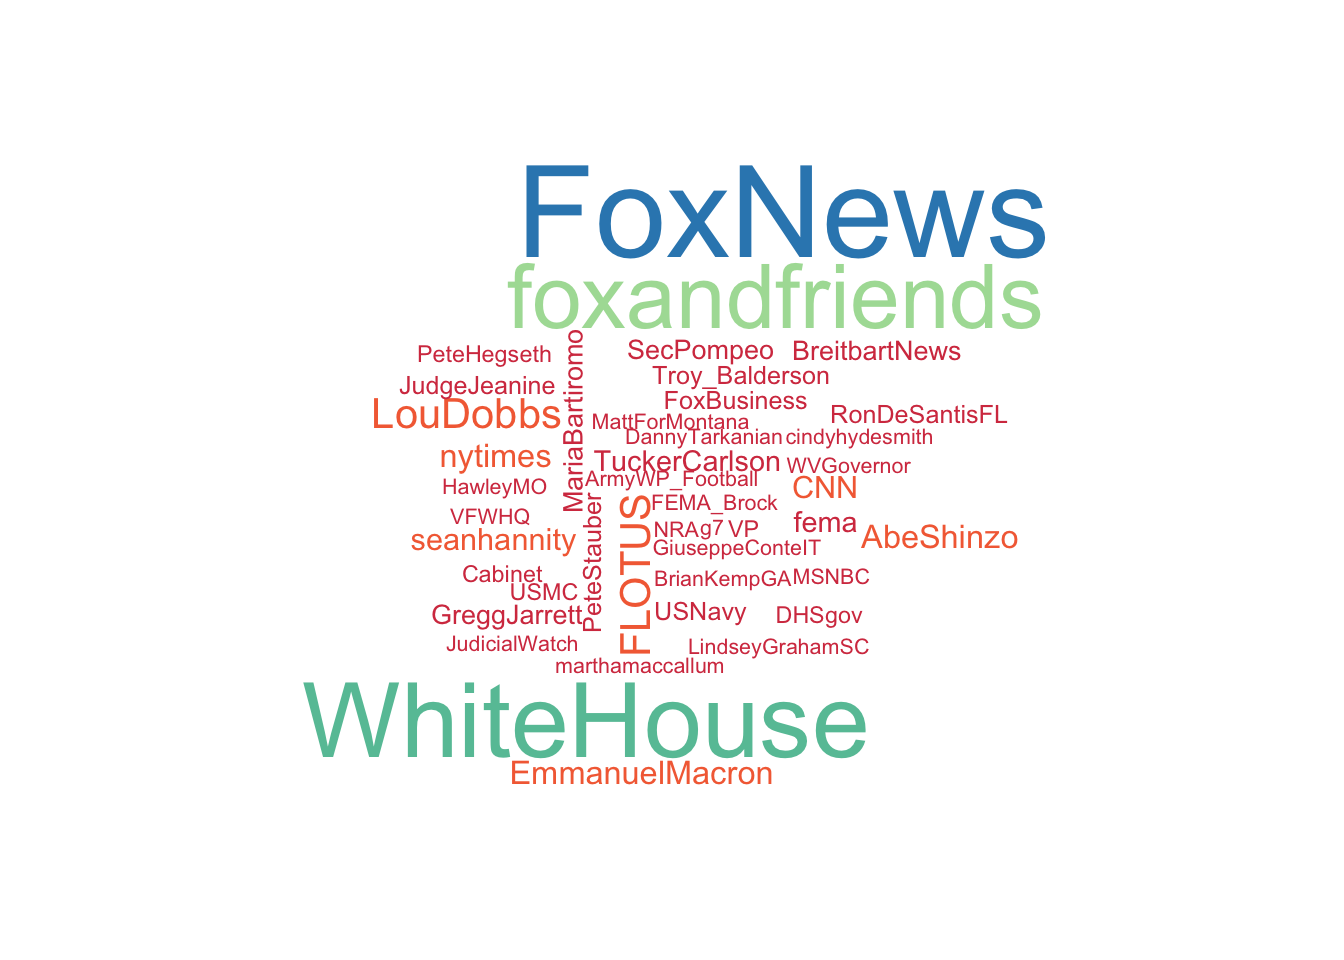 FoxNews
foxandfriends
MariaBartiromo
PeteHegseth
SecPompeo
BreitbartNews
Troy_Balderson
JudgeJeanine
FoxBusiness
LouDobbs
RonDeSantisFL
MattForMontana
DannyTarkanian
cindyhydesmith
nytimes
TuckerCarlson
WVGovernor
ArmyWP_Football
HawleyMO
CNN
FEMA_Brock
PeteStauber
FLOTUS
VFWHQ
fema
NRA
g7
VP
seanhannity
AbeShinzo
GiuseppeConteIT
Cabinet
BrianKempGA
MSNBC
USMC
GreggJarrett
USNavy
DHSgov
JudicialWatch
LindseyGrahamSC
marthamaccallum
WhiteHouse
EmmanuelMacron